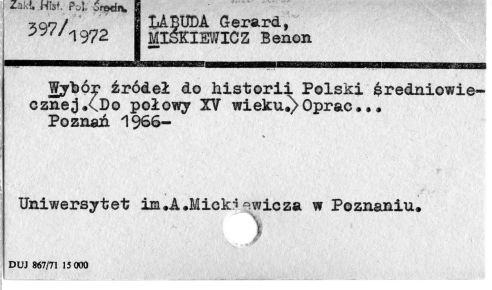 Zakł. Hist. Pol. Średn.
397/1972
ŁABUDA Gerard,
MIŚKIEWICZ Benon
Wybór źródeł do historii Polski średniowie-
cznej.<Do połowy XV wieku.>Oprac...
Poznań 1966-
Uniwersytet im.A.Mickiewicza w Poznaniu.
DUJ 867/71 15 000